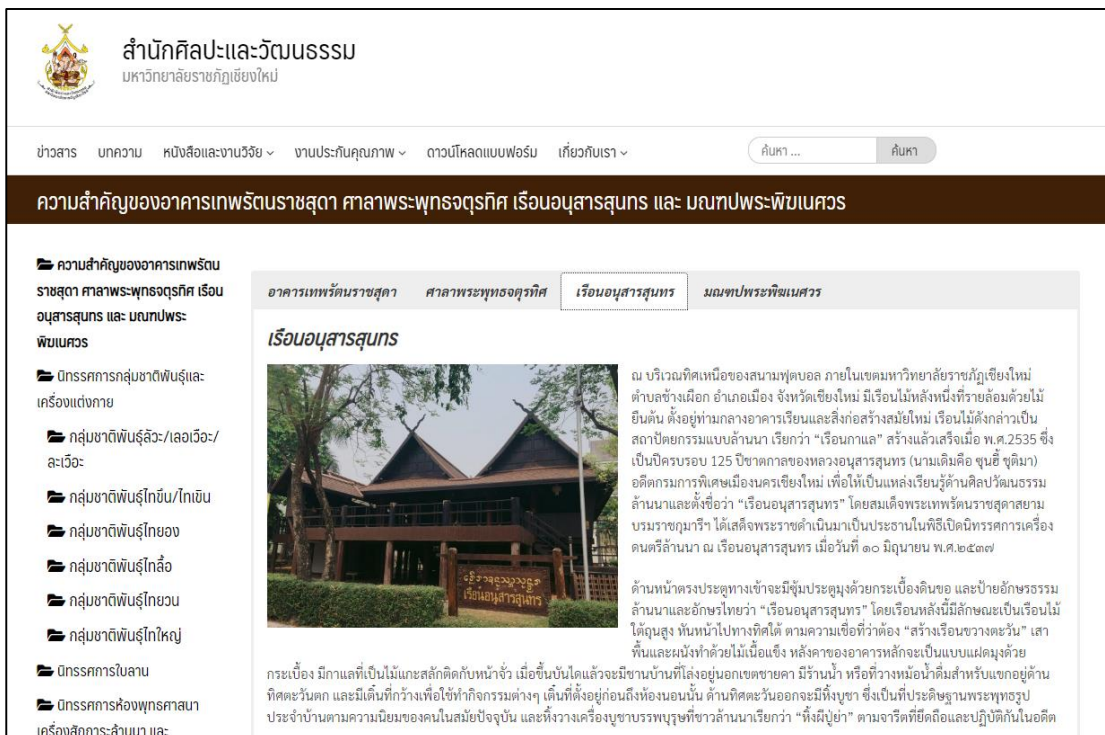 สำนักศิลปะและวัฒนธรรม
มหาวิทยาลัยราชภัฏเชียงใหม่
ข่าวสาร บทความ หนังสือและงานวิจัย งานประกันคุณภาพ ดาวน์โหลดแบบฟอร์ม เกี่ยวกับเรา ค้นหา ... ค้นหา
ความสำคัญของอาคารเทพรัตนราชสุดา ศาลาพระพุทธจตุรทิศ เรือนอนุสารสุนทร และ มณฑปพระพิฆเนศวร
ความสำคัญของอาคารเทพรัตน
ราชสุดา ศาลาพระพุทธจตุรทิศ เรือน
อนุสารสุนทร และ มณฑปพระ
พิฆเนศวร
นิทรรศการกลุ่มชาติพันธุ์และ
เครื่องแต่งกาย
กลุ่มชาติพันธุ์ลัวะ/เลอเวือะ/
ละเวือะ
กลุ่มชาติพันธุ์ไทขึน/ไทเขิน
กลุ่มชาติพันธุ์ไทยอง
กลุ่มชาติพันธุ์ไทลื้อ
กลุ่มชาติพันธุ์ไทยวน
กลุ่มชาติพันธุ์ไทใหญ่
นิทรรศการใบลาน
นิทรรศการห้องพุทธศาสนา
เครื่องสักการะล้านนา และ
อาคารเทพรัตนราชสุดา ศาลาพระพุทธจตุรทิศ เรือนอนุสารสุนทร มณฑปพระพิฆเนศวร
เรือนอนุสารสุนทร
เรือนอนุสารสุนทร
ณ บริเวณทิศเหนือของสนามฟุตบอล ภายในเขตมหาวิทยาลัยราชภัฏเชียงใหม่
ตำบลช้างเผือก อำเภอเมือง จังหวัดเชียงใหม่ มีเรือนไม้หลังหนึ่งที่รายล้อมด้วยไม้
ยืนต้น ตั้งอยู่ท่ามกลางอาคารเรียนและสิ่งก่อสร้างสมัยใหม่ เรือนไม้ดังกล่าวเป็น
สถาปัตยกรรมแบบล้านนา เรียกว่า “เรือนกาแล” สร้างแล้วเสร็จเมื่อ พ.ศ.2535 ซึ่ง
เป็นปีครบรอบ 125 ปีชาตกาลของหลวงอนุสารสุนทร (นามเดิมคือ ซุนฮี้ ชุติมา)
อดีตกรมการพิเศษเมืองนครเชียงใหม่ เพื่อให้เป็นแหล่งเรียนรู้ด้านศิลปวัฒนธรรม
ล้านนาและตั้งชื่อว่า “เรือนอนุสารสุนทร” โดยสมเด็จพระเทพรัตนราชสุดาสยาม
บรมราชกุมารีฯ ได้เสด็จพระราชดำเนินมาเป็นประธานในพิธีเปิดนิทรรศการเครื่อง
ดนตรีล้านนา ณ เรือนอนุสารสุนทร เมื่อวันที่ ๑๐ มิถุนายน พ.ศ.๒๕๓๗
ด้านหน้าตรงประตูทางเข้าจะมีซุ้มประตูมุงด้วยกระเบื้องดินขอ และป้ายอักษรธรรม
ล้านนาและอักษรไทยว่า “เรือนอนุสารสุนทร” โดยเรือนหลังนี้มีลักษณะเป็นเรือนไม้
ใต้ถุนสูง หันหน้าไปทางทิศใต้ ตามความเชื่อที่ว่าต้อง “สร้างเรือนขวางตะวัน” เสา
พื้นและผนังทำด้วยไม้เนื้อแข็ง หลังคาของอาคารหลักจะเป็นแบบแฝดมุงด้วย
กระเบื้อง มีกาแลที่เป็นไม้แกะสลักติดกับหน้าจั่ว เมื่อขึ้นบันไดแล้วจะมีชานบ้านที่โล่งอยู่นอกเขตชายคา มีร้านน้ำ หรือที่วางหม้อน้ำดื่มสำหรับแขกอยู่ด้าน
ทิศตะวันตก และมีเติ๋นที่กว้างเพื่อใช้ทำกิจกรรมต่างๆ เติ๋นที่ตั้งอยู่ก่อนถึงห้องนอนนั้น ด้านทิศตะวันออกจะมีหิ้งบูชา ซึ่งเป็นที่ประดิษฐานพระพุทธรูป
ประจำบ้านตามความนิยมของคนในสมัยปัจจุบัน และหิ้งวางเครื่องบูชาบรรพบุรุษที่ชาวล้านนาเรียกว่า “หิ้งผีปู่ย่า” ตามจารีตที่ยึดถือและปฏิบัติกันในอดีต